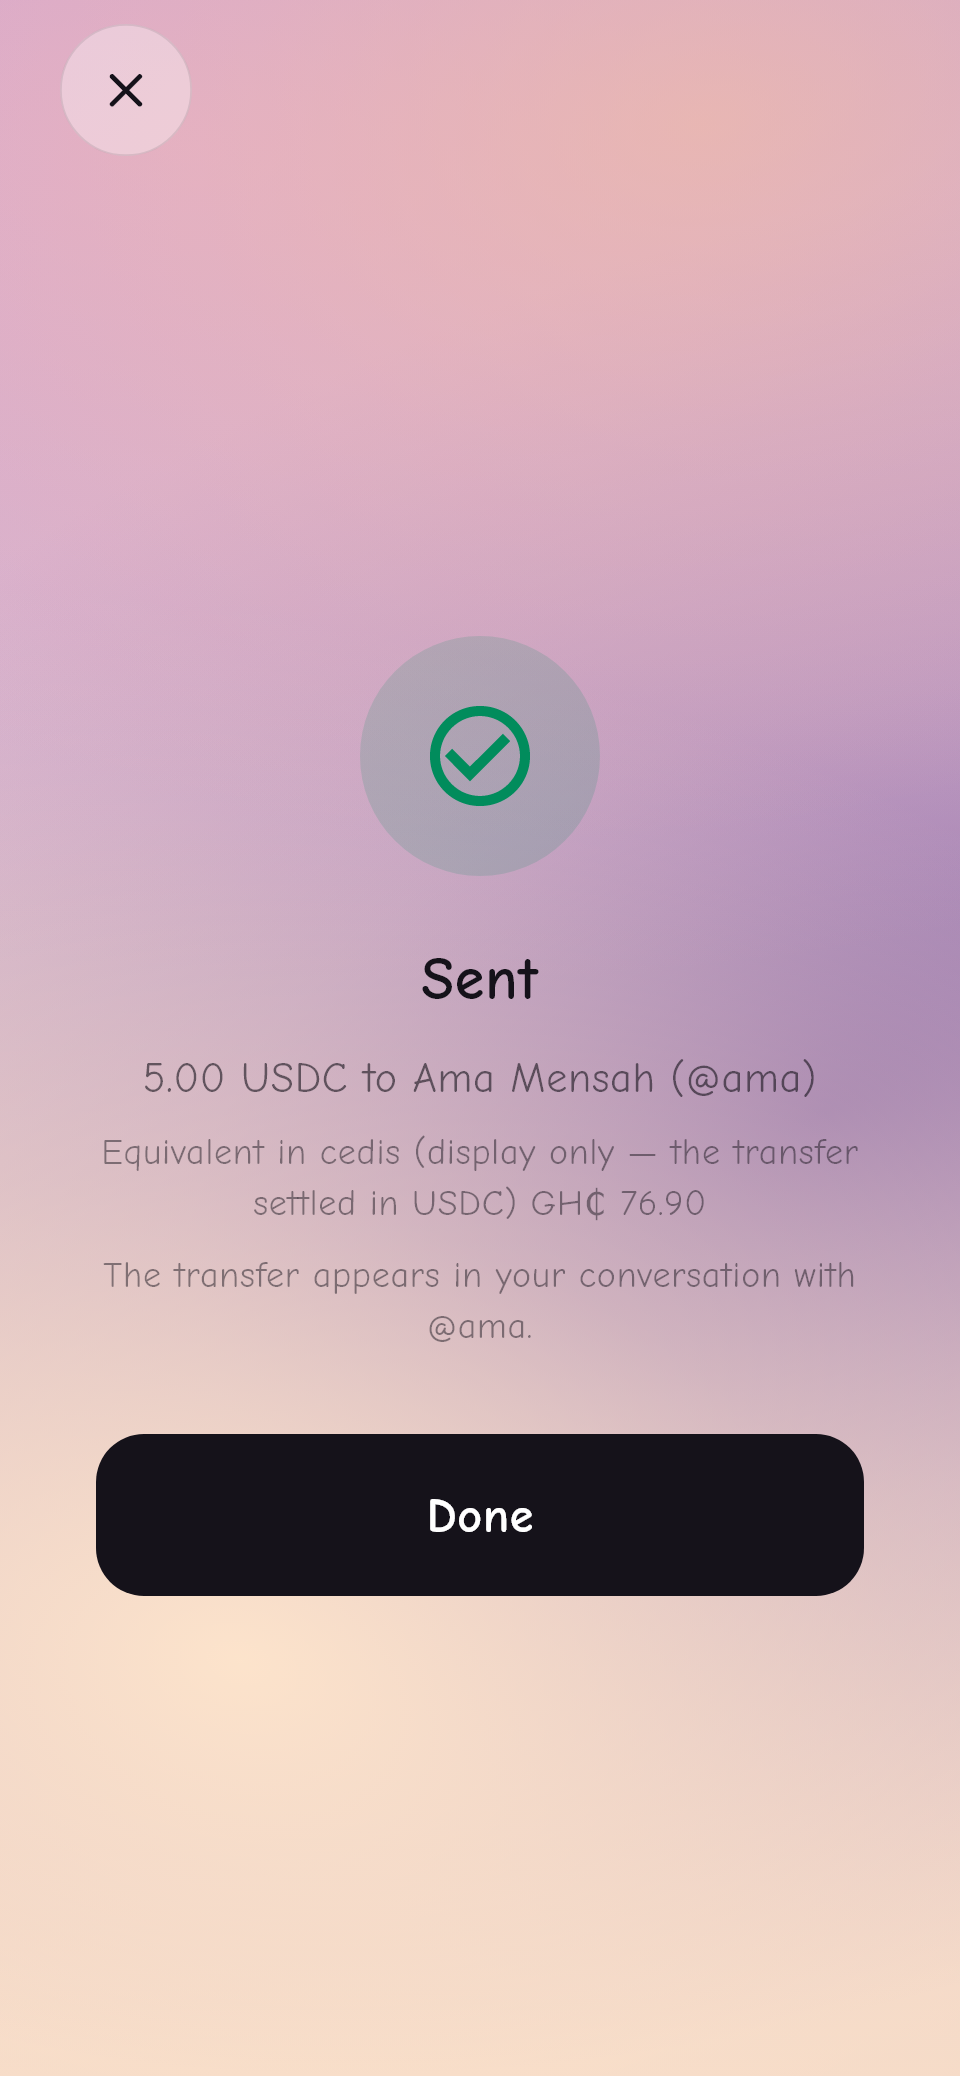 Sent
5.00 USDC to Ama Mensah (@ama)
Equivalent in cedis (display only — the transfer
settled in USDC) GH₵ 76.90
The transfer appears in your conversation with
@ama.
Done